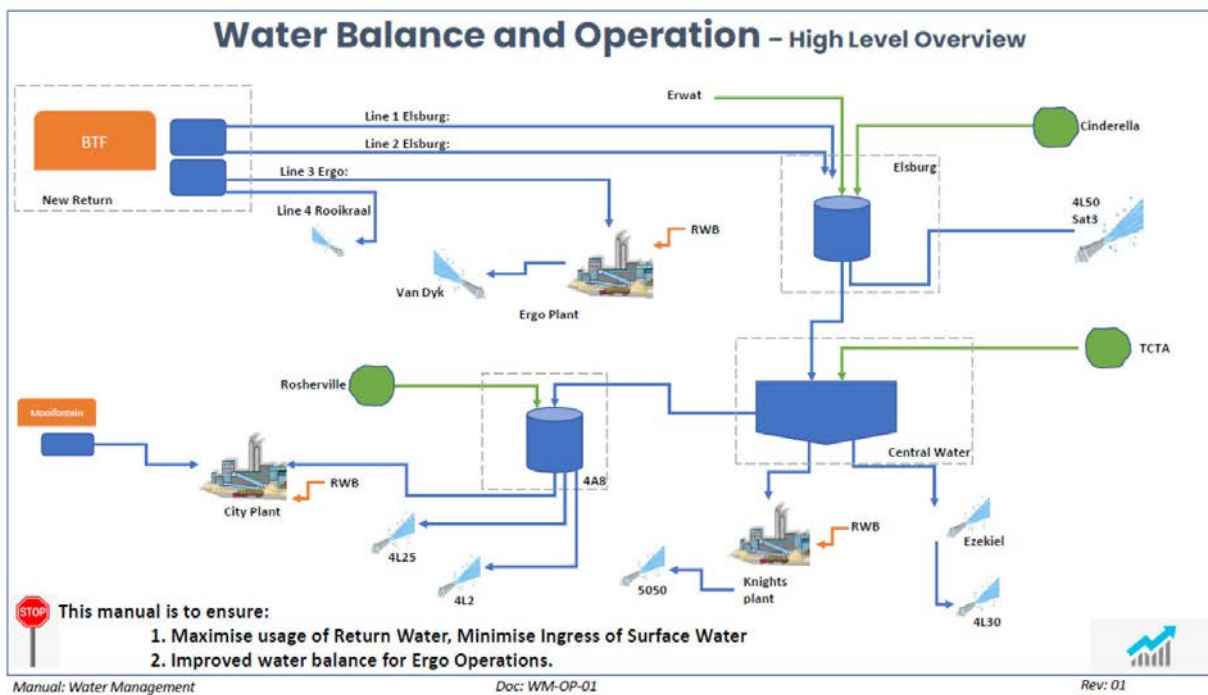 Water Balance and Operation – High Level Overview
Erwat
Line 1 Elsburg:
Cinderella
BTF
Line 2 Elsburg:
Elsburg
Line 3 Ergo:
New Return
4L50
Sat3
Line 4 Rooikraal
RWB
Van Dyk
Ergo Plant
TCTA
Rosherville
Mooifontein
Central Water
4A8
RWB
City Plant
RWB
Ezekiel
4L25
Knights
plant
5050
4L2
4L30
STOP
This manual is to ensure:
1. Maximise usage of Return Water, Minimise Ingress of Surface Water
2. Improved water balance for Ergo Operations.
Manual: Water Management
Doc: WM-OP-01
Rev: 01